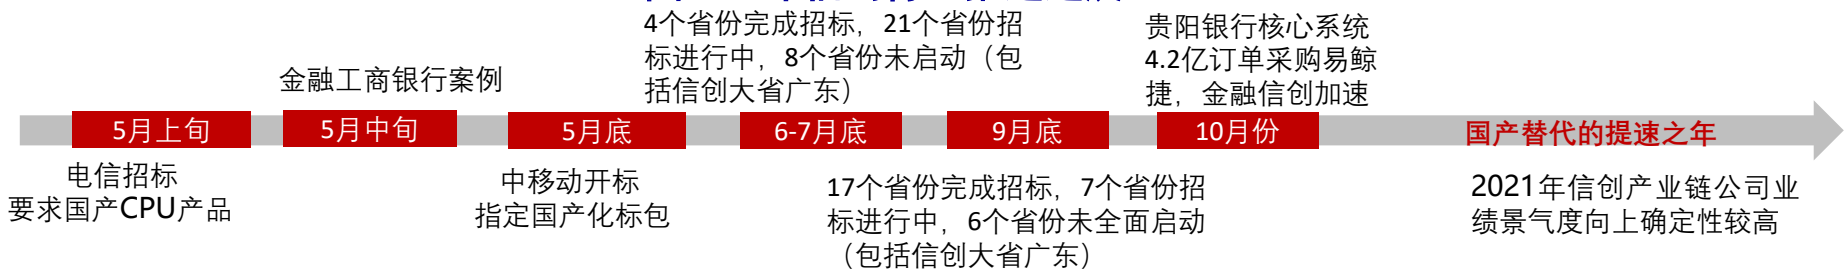 4个省份完成招标，21个省份招
标进行中，8个省份未启动（包
括信创大省广东）
贵阳银行核心系统
4.2亿订单采购易鲸
捷，金融信创加速
金融工商银行案例
5月上旬
5月中旬
5月底
6-7月底
9月底
10月份
国产替代的提速之年
电信招标
要求国产CPU产品
中移动开标
指定国产化标包
17个省份完成招标，7个省份招
标进行中，6个省份未全面启动
（包括信创大省广东）
2021年信创产业链公司业
绩景气度向上确定性较高